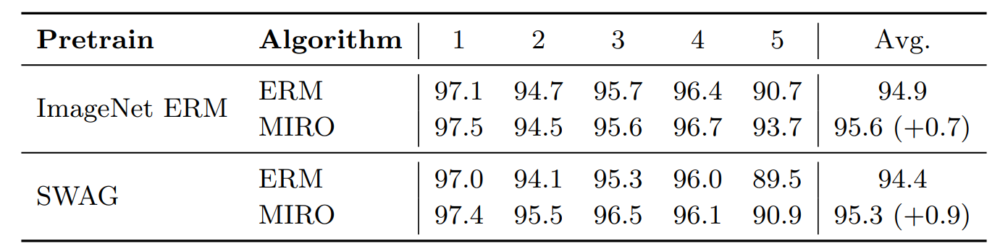 Pretrain Algorithm 1 2 3 4 5 Avg.
ImageNet ERM ERM 97.1 94.7 95.7 96.4 90.7 94.9
MIRO 97.5 94.5 95.6 96.7 93.7 95.6 (+0.7)
SWAG ERM 97.0 94.1 95.3 96.0 89.5 94.4
MIRO 97.4 95.5 96.5 96.1 90.9 95.3 (+0.9)